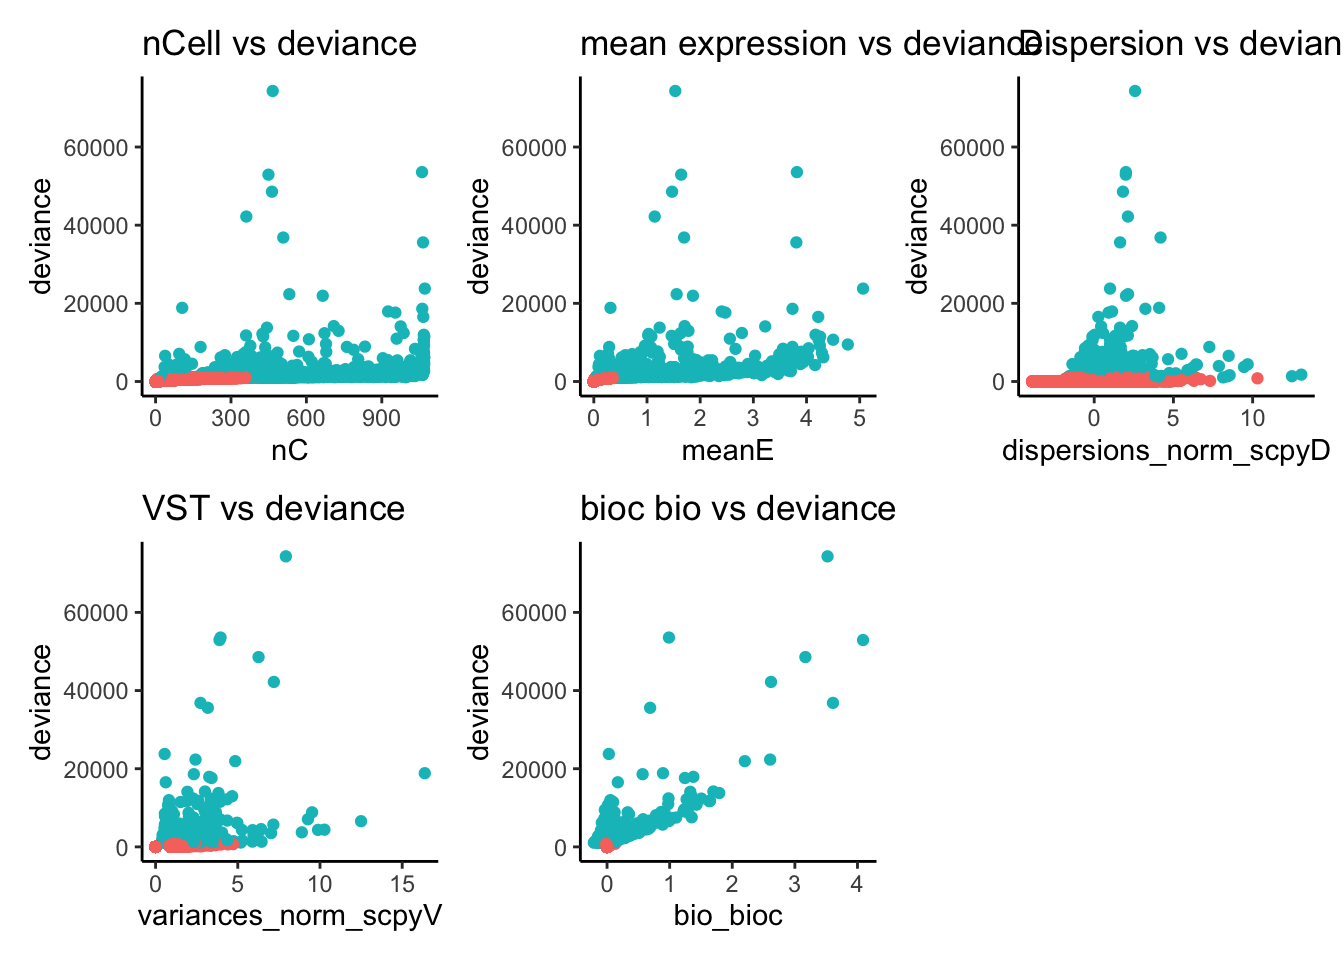 nCell vs deviance
deviance
60000
40000
20000
0
0 300 600 900
nC
mean expression vs deviance
deviance
60000
40000
20000
0
0 1 2 3 4 5
meanE
Dispersion vs devian
deviance
60000
40000
20000
0
0 5 10
dispersions_norm_scpyD
VST vs deviance
deviance
60000
40000
20000
0
0 5 10 15
variances_norm_scpyV
bioc bio vs deviance
deviance
60000
40000
20000
0
0 1 2 3 4
bio_bioc